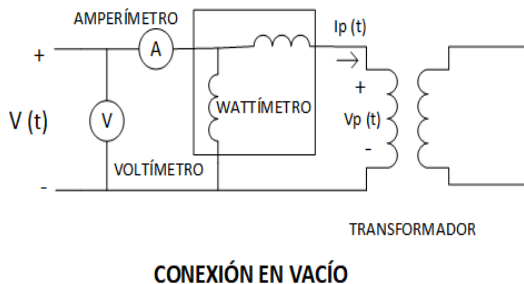 AMPERÍMETRO
Ip (t)
+
A
WATTÍMETRO
+
V (t)
V
Vp (t)
-
-
VOLTÍMETRO
TRANSFORMADOR
CONEXIÓN EN VACÍO